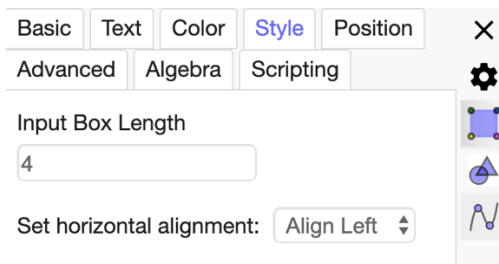 Basic Text Color Style Position
Advanced Algebra Scripting
Input Box Length
4
Set horizontal alignment: Align Left